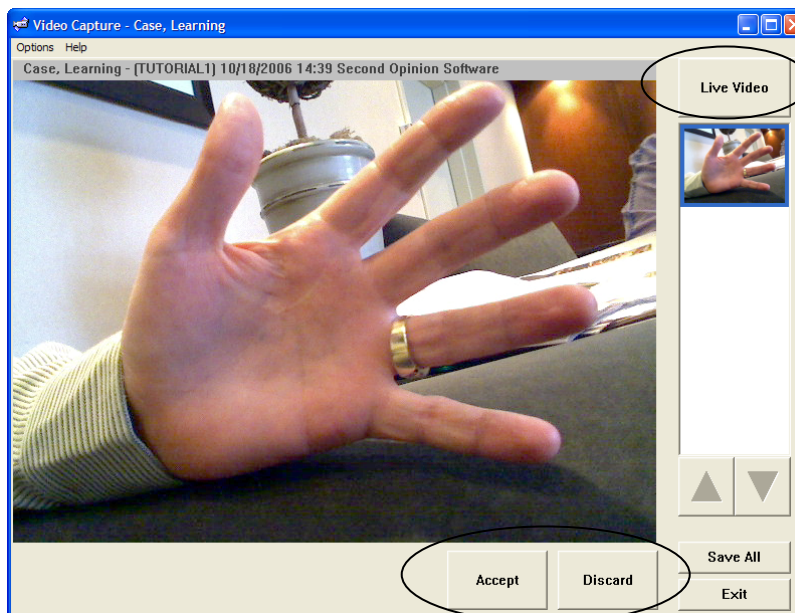 Video Capture - Case, Learning
Options Help
Case, Learning - (TUTORIAL1) 10/18/2006 14:39 Second Opinion Software
Live Video
Accept
Discard
Save All
Exit